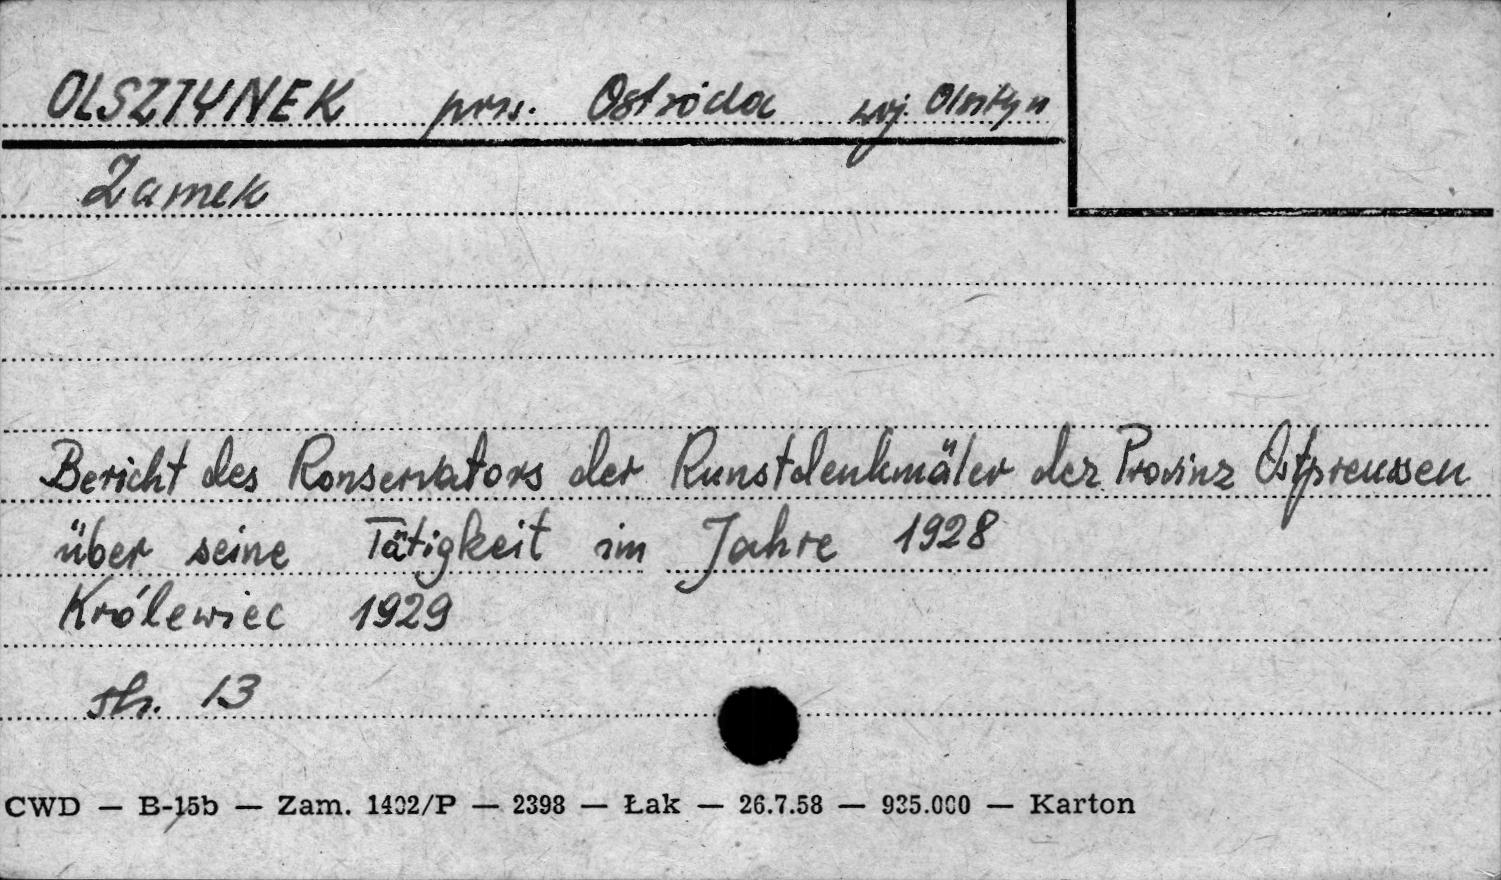 OLSZTYNEK pow. Ostróda woj. Olsztyn
Zamek
Bericht des Konservators der Kunstdenkmäler der Provinz Ostpreussen
über seine Tätigkeit im Jahre 1928
Królewiec 1929
str. 13
CWD — B-15b — Zam. 1402/P — 2398 — Łak — 26.7.58 — 935.000 — Karton